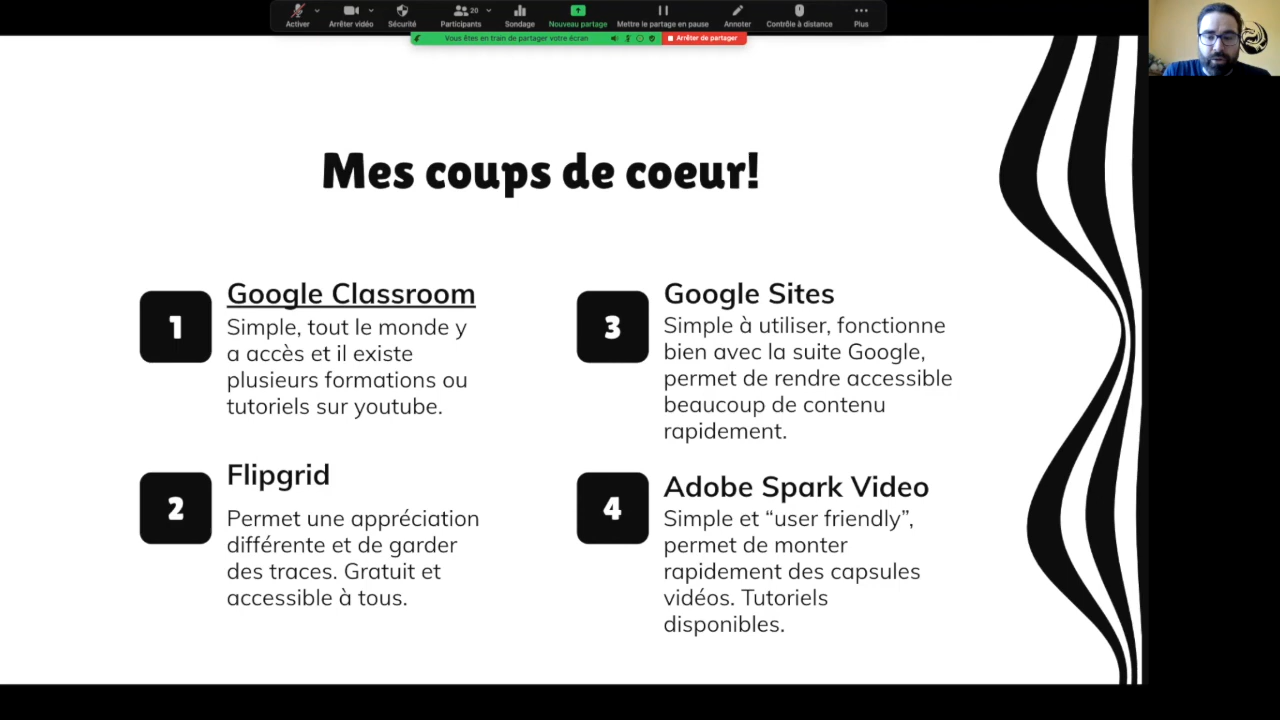 Activer
Arrêter vidéo
Sécurité
Participants
20
Sondage
Nouveau partage
Mettre le partage en pause
Annoter
Contrôle à distance
Plus
Vous êtes en train de partager votre écran
Arrêter de partager
Mes coups de coeur!
1
Google Classroom
Simple, tout le monde y
a accès et il existe
plusieurs formations ou
tutoriels sur youtube.
2
Flipgrid
Permet une appréciation
différente et de garder
des traces. Gratuit et
accessible à tous.
3
Google Sites
Simple à utiliser, fonctionne
bien avec la suite Google,
permet de rendre accessible
beaucoup de contenu
rapidement.
4
Adobe Spark Video
Simple et “user friendly”,
permet de monter
rapidement des capsules
vidéos. Tutoriels
disponibles.